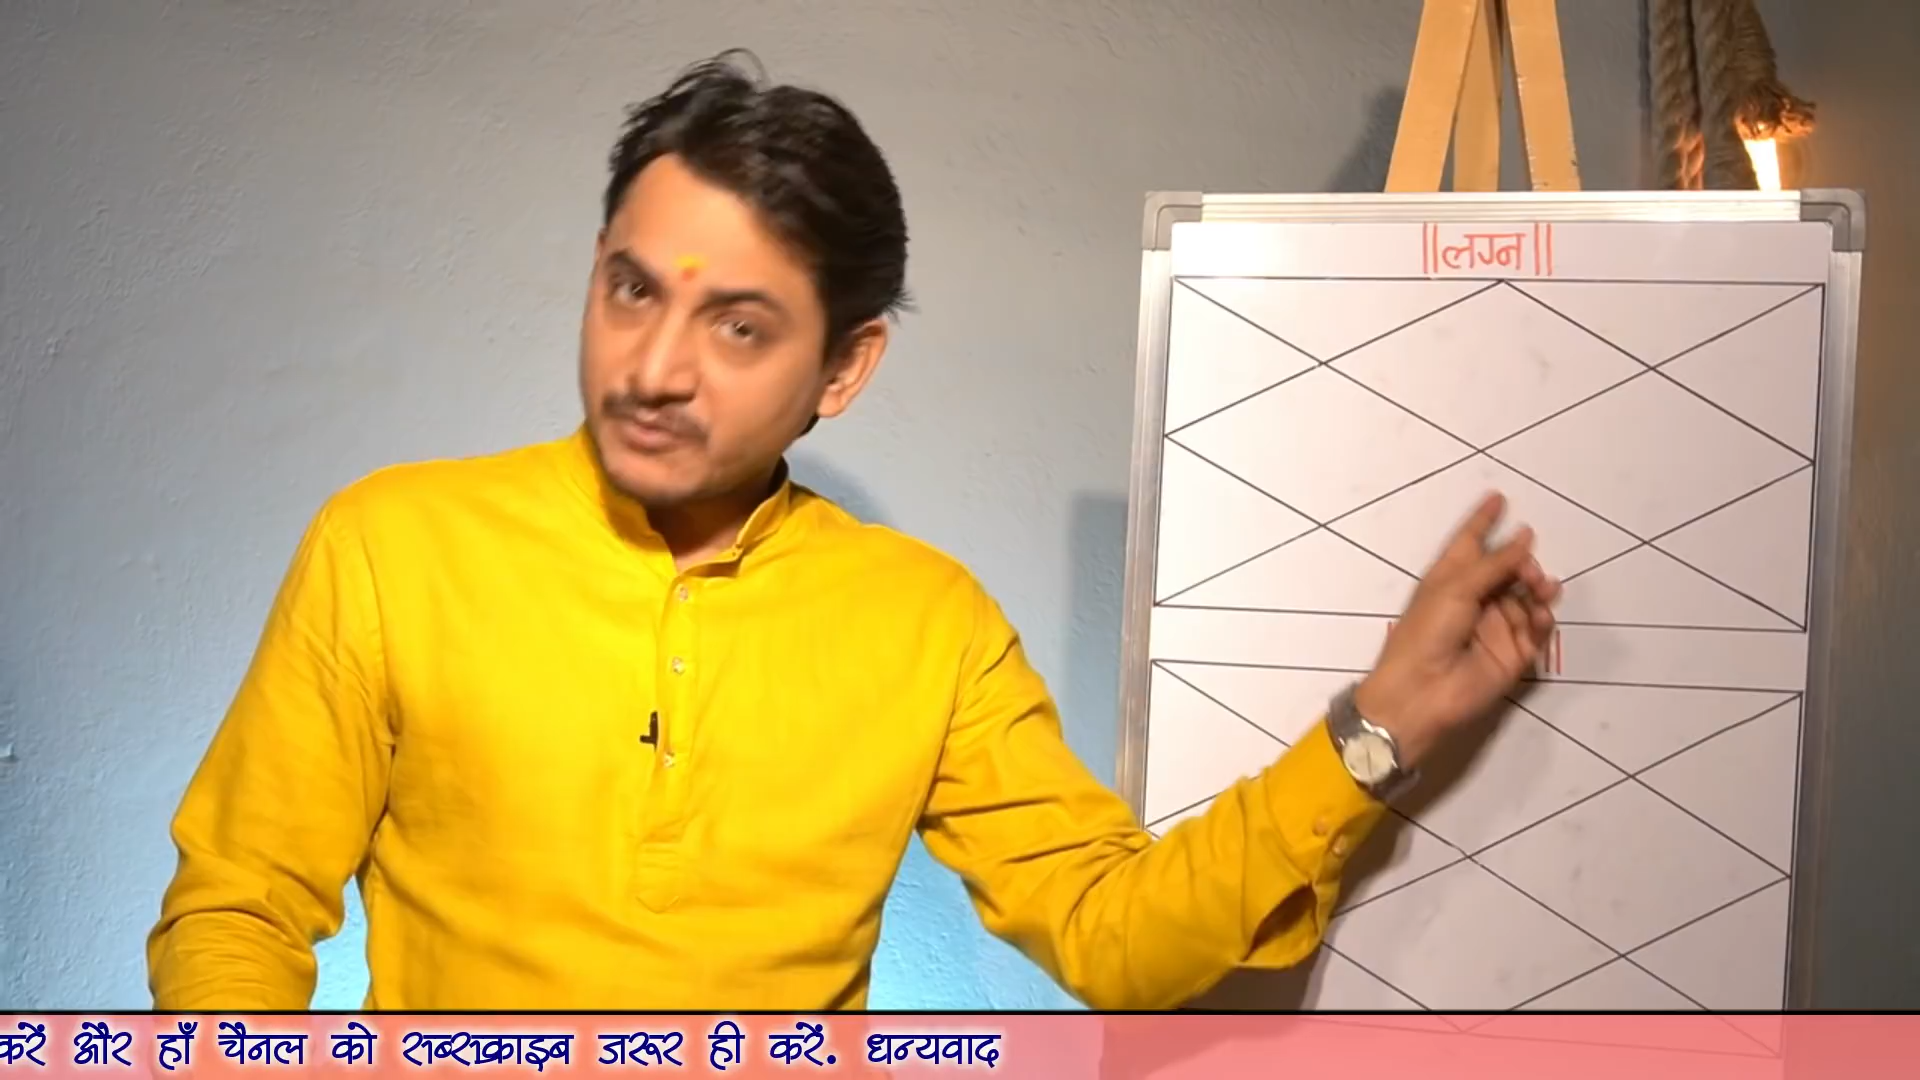 ||लग्न||
करें और हाँ चैनल को सब्सक्राइब जरूर ही करें. धन्यवाद